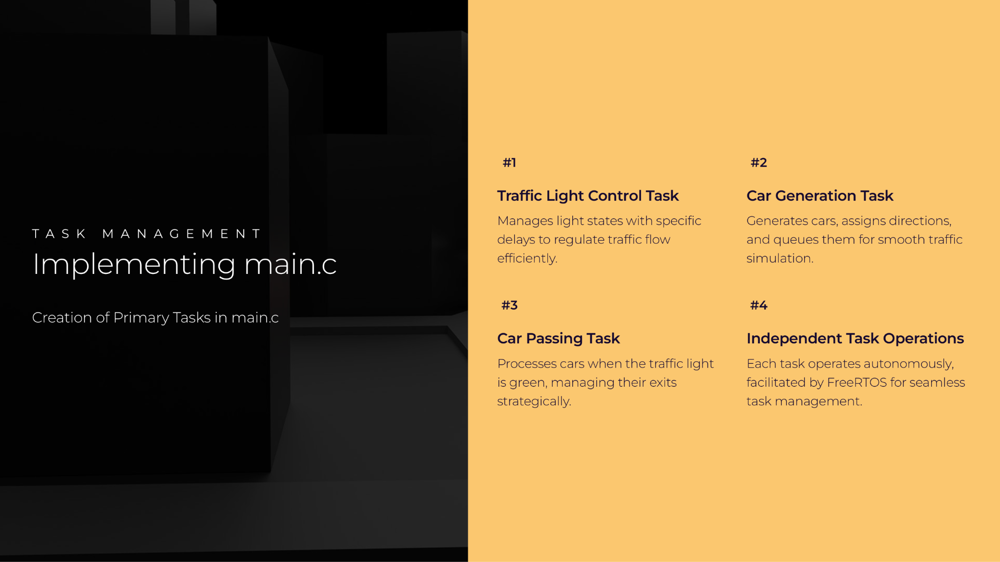 TASK MANAGEMENT
Implementing main.c
Creation of Primary Tasks in main.c
#1
Traffic Light Control Task
Manages light states with specific
delays to regulate traffic flow
efficiently.
#2
Car Generation Task
Generates cars, assigns directions,
and queues them for smooth traffic
simulation.
#3
Car Passing Task
Processes cars when the traffic light
is green, managing their exits
strategically.
#4
Independent Task Operations
Each task operates autonomously,
facilitated by FreeRTOS for seamless
task management.